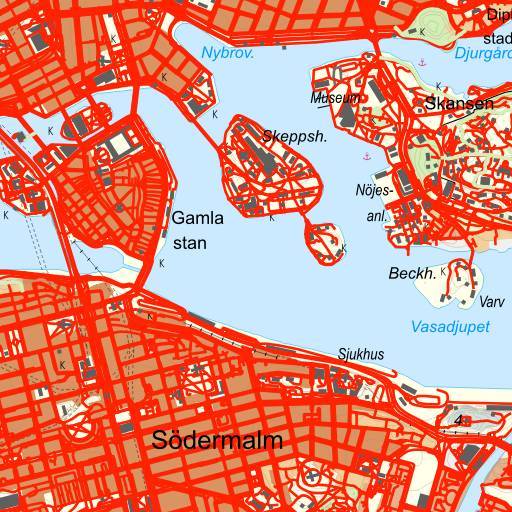 Dipl
stad
Nybrov.
Djurgård
Museum
Skansen
Skeppsh.
K
K
K
K
Nöjes-
anl.
K
Gamla
stan
K
K
K
K
Beckh.
K
Varv
K
Vasadjupet
Sjukhus
K
4
Södermalm